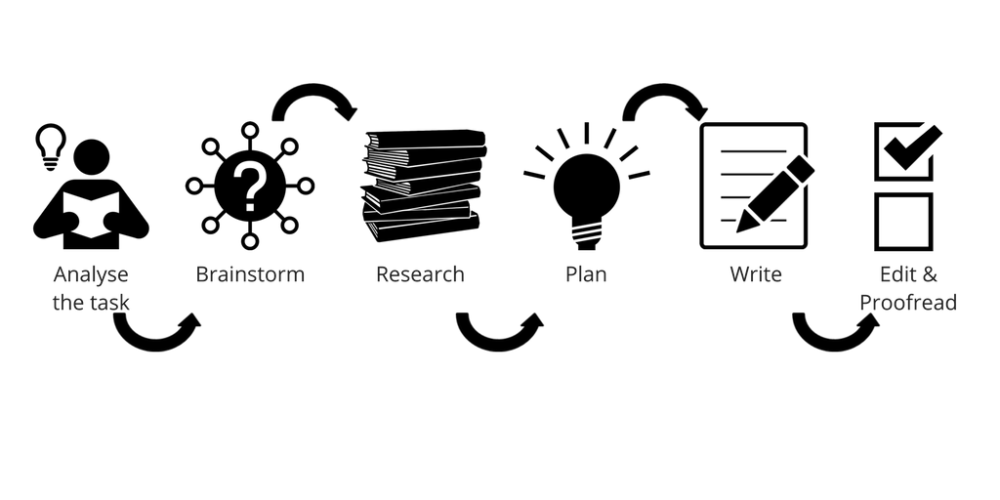 Analyse
the task
Brainstorm
Research
Plan
Write
Edit &
Proofread